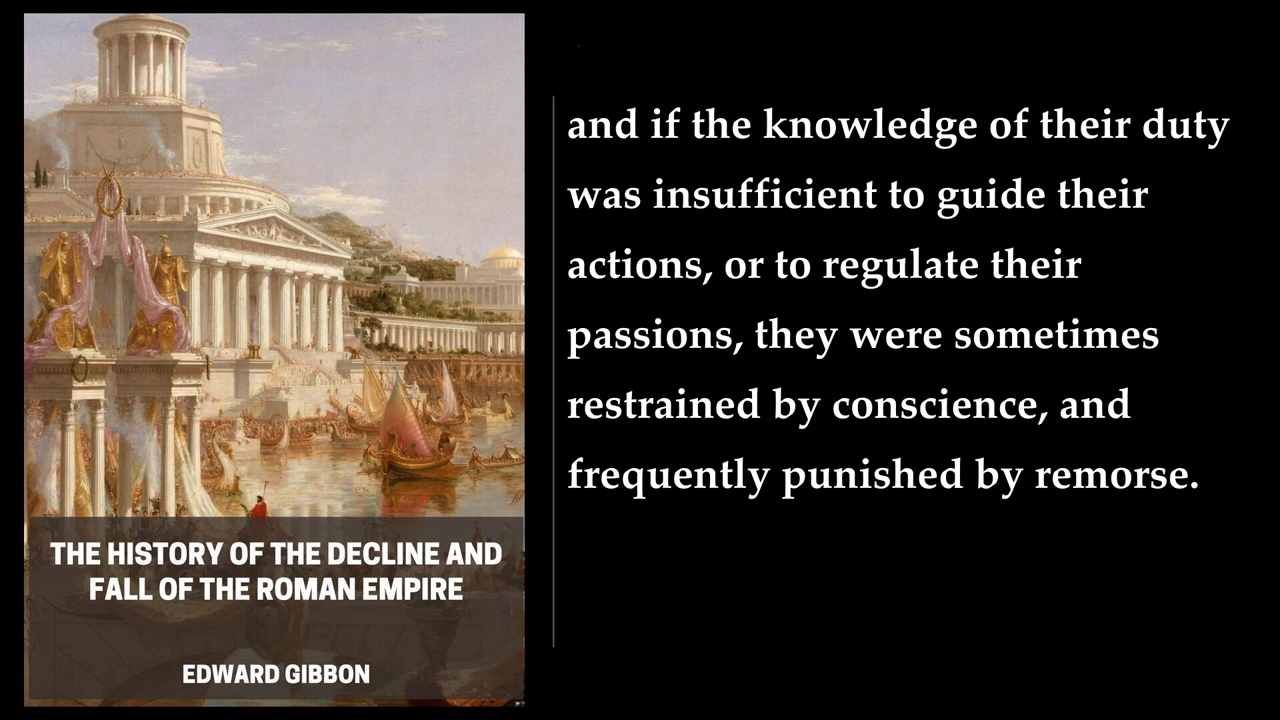 THE HISTORY OF THE DECLINE AND
FALL OF THE ROMAN EMPIRE
EDWARD GIBBON
and if the knowledge of their duty
was insufficient to guide their
actions, or to regulate their
passions, they were sometimes
restrained by conscience, and
frequently punished by remorse.